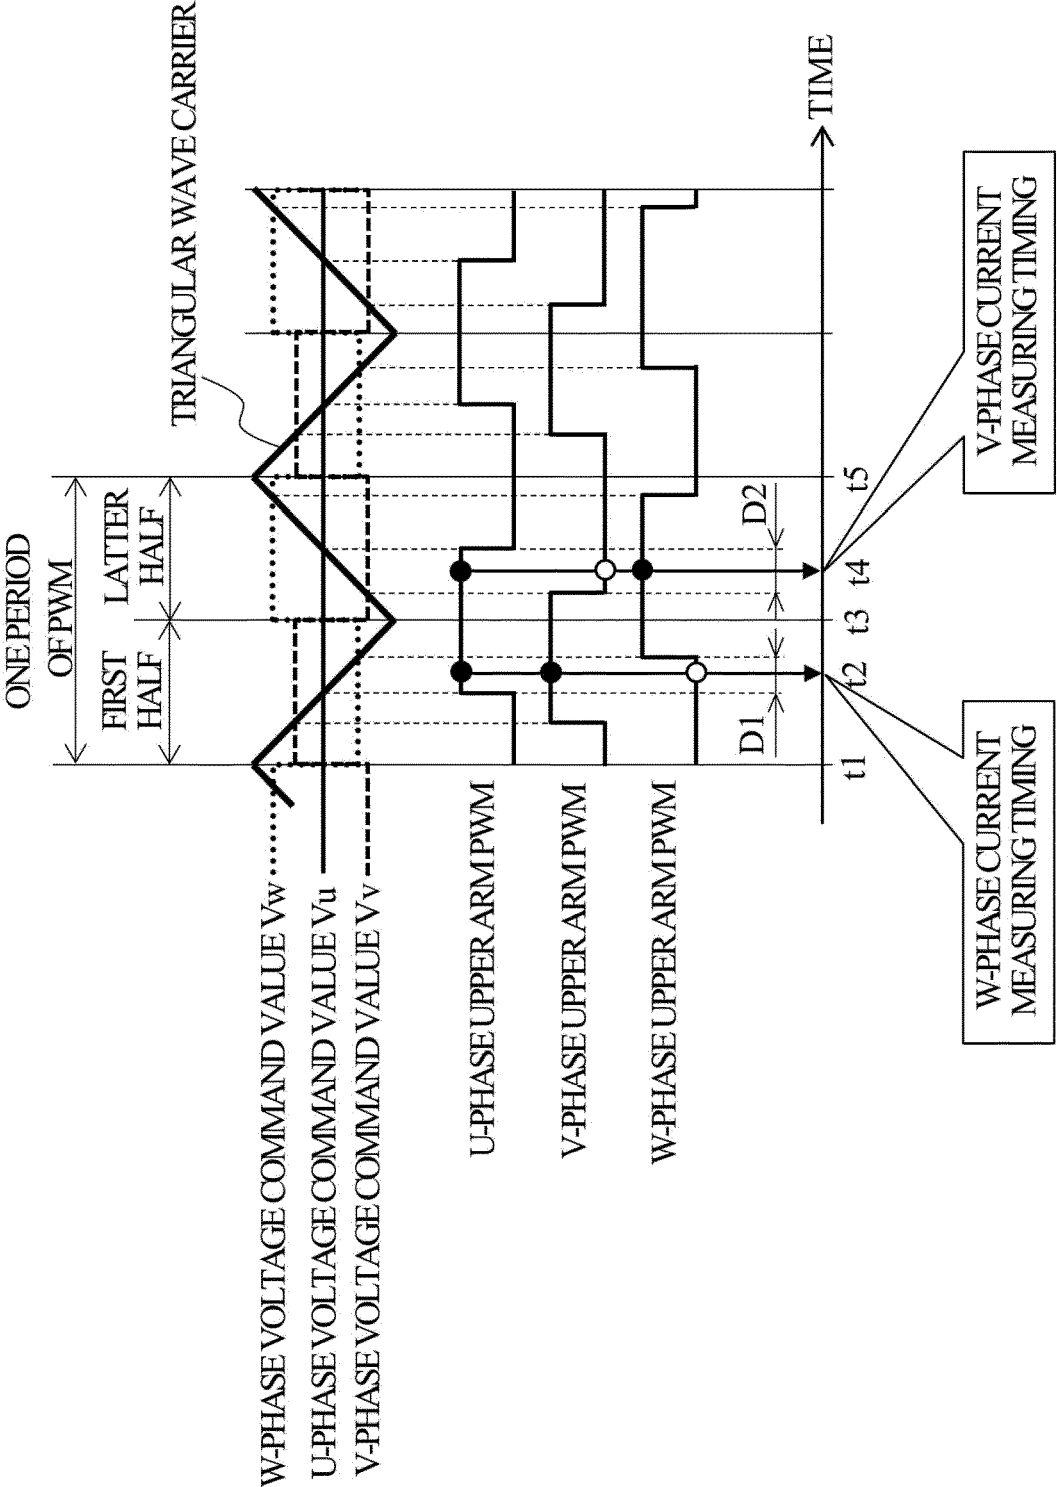 ONE PERIOD
OF PWM
FIRST
HALF
LATTER
HALF
TRIANGULAR WAVE CARRIER
W-PHASE VOLTAGE COMMAND VALUE Vw
U-PHASE VOLTAGE COMMAND VALUE Vu
V-PHASE VOLTAGE COMMAND VALUE Vv
U-PHASE UPPER ARM PWM
V-PHASE UPPER ARM PWM
W-PHASE UPPER ARM PWM
D1
D2
TIME
t1
t2
t3
t4
t5
W-PHASE CURRENT
MEASURING TIMING
V-PHASE CURRENT
MEASURING TIMING